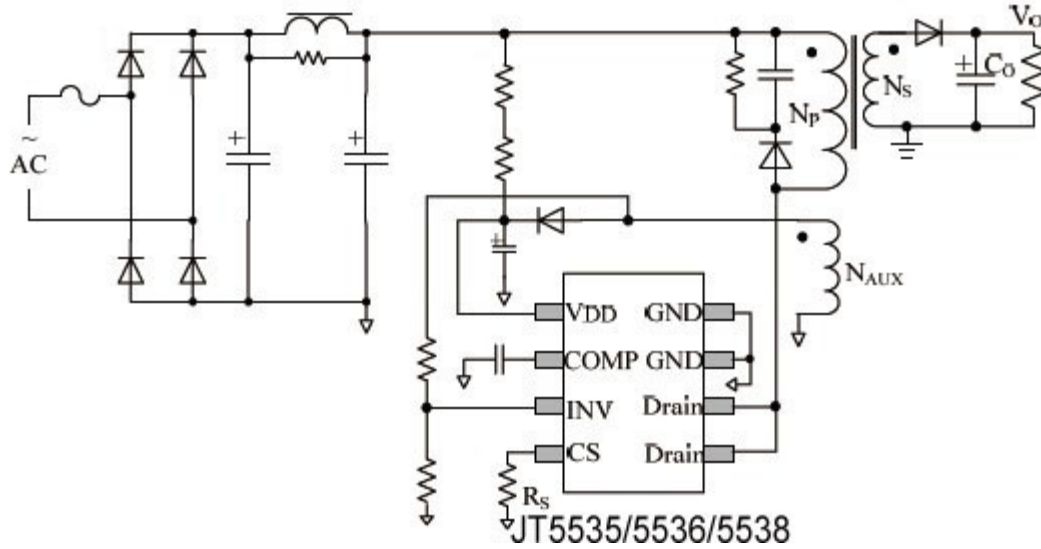 Vo
+
Co
Np
Ns
~
AC
+
+
+
NAUX
VDD
GND
COMP
GND
INV
Drain
CS
Drain
Rs
JT5535/5536/5538